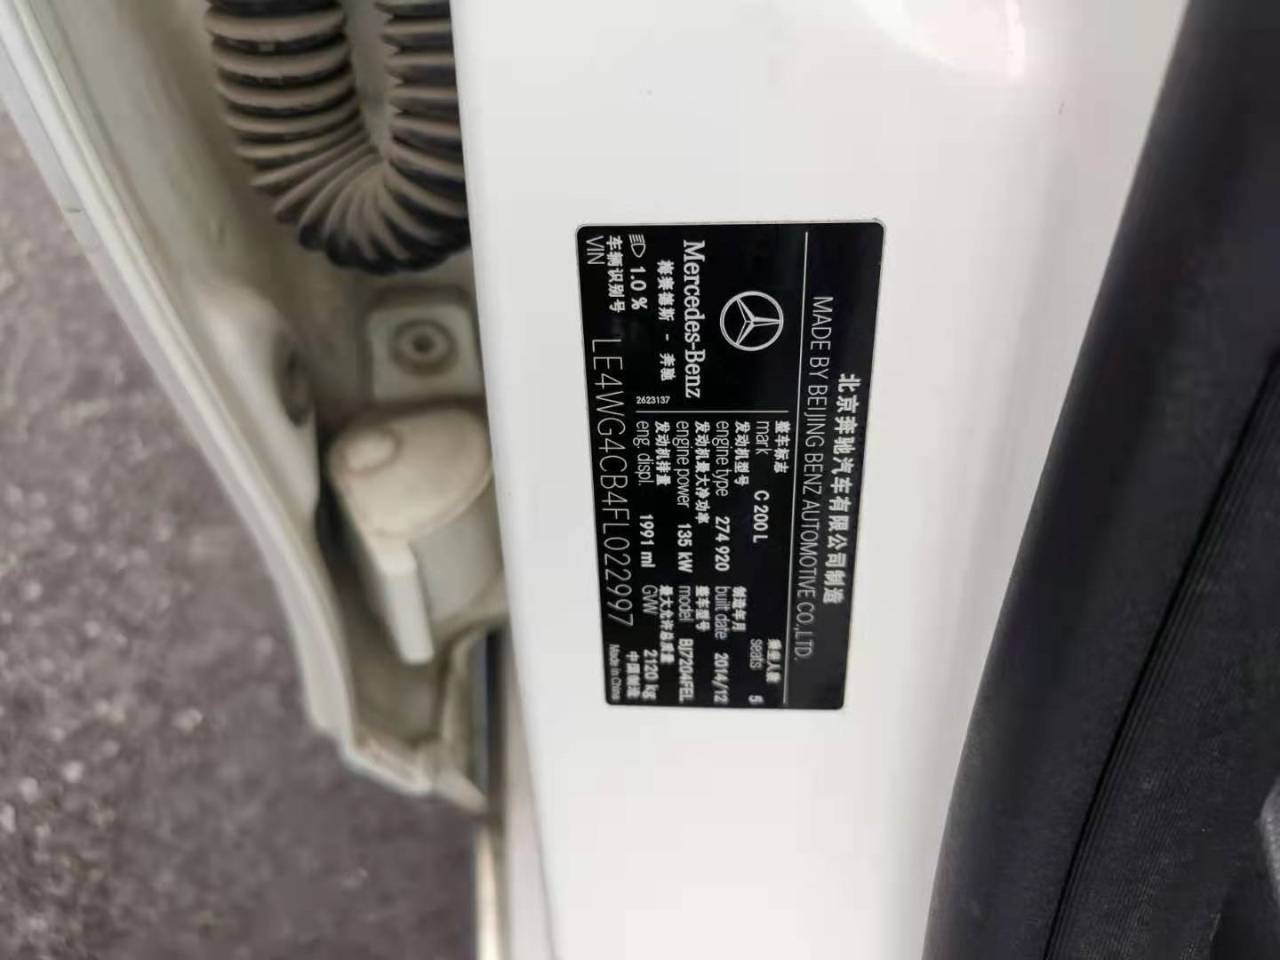 北京奔驰汽车有限公司制造
MADE BY BEIJING BENZ AUTOMOTIVE CO.,LTD.
Mercedes-Benz
梅赛德斯 - 奔驰
1.0 %
2623137
整车标志
mark C 200 L
乘坐人数
seats 5
发动机型号
engine type 274 920
制造年月
built date 2014/12
发动机最大净功率
engine power 135 kW
整车型号
model BJ7204FEL
发动机排量
eng. displ. 1991 ml
最大允许总质量
GVW 2120 kg
车辆识别号
VIN LE4WG4CB4FL022997
中国制造
Made in China